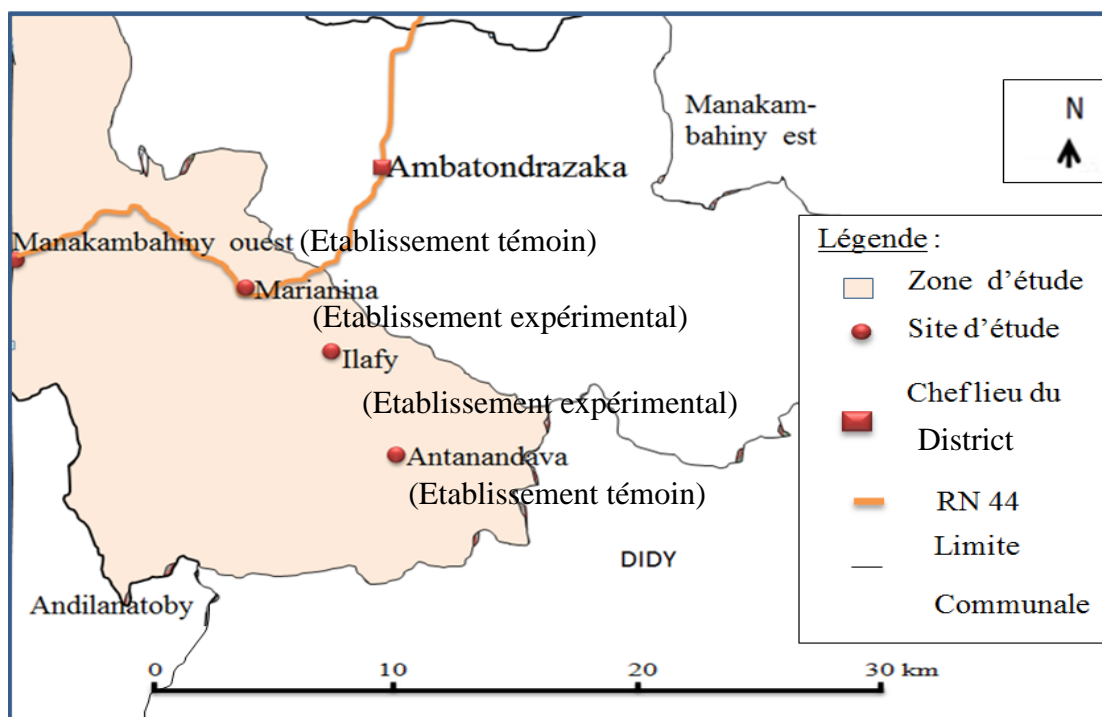 Manakam-
bahiny est
N
Ambatondrazaka
Manakambahiny ouest (Etablissement témoin)
Marianina
(Etablissement expérimental)
Ilafy
(Etablissement expérimental)
Antanandava
(Etablissement témoin)
DIDY
Andilanatoby
Légende :
Zone d’étude
Site d’étude
Chef lieu du
District
RN 44
Limite
Communale
0 10 20 30 km